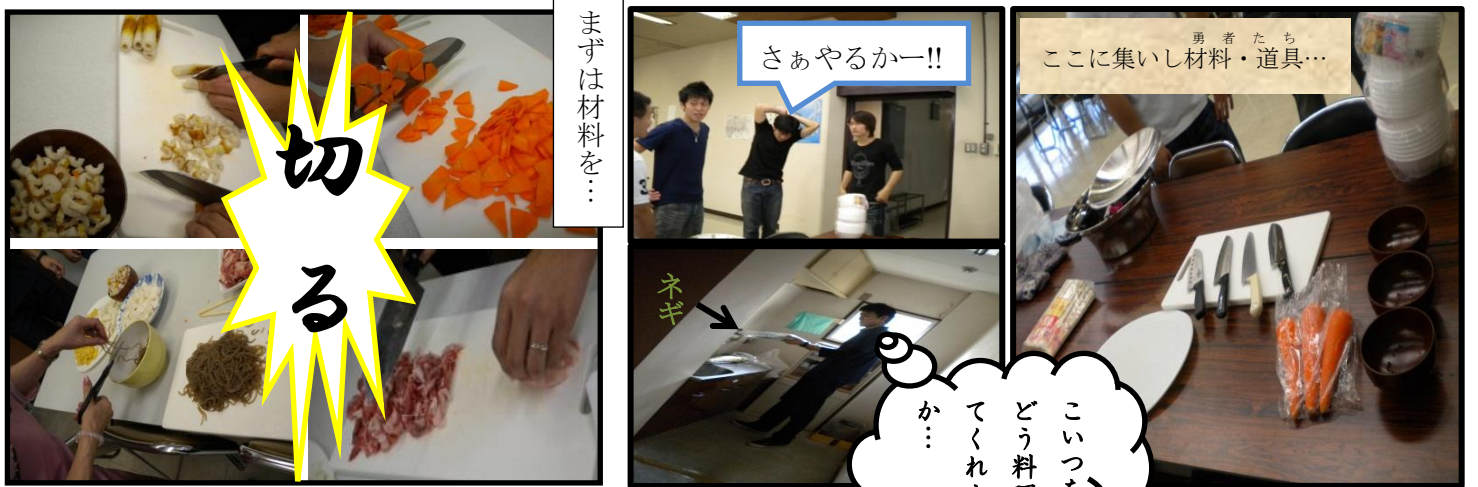 ここに集いし材料・道具…
勇者たち
さぁやるかー!!
ネギ
こいつを
どう料
てくれ
か…
まずは材料を…
切
る